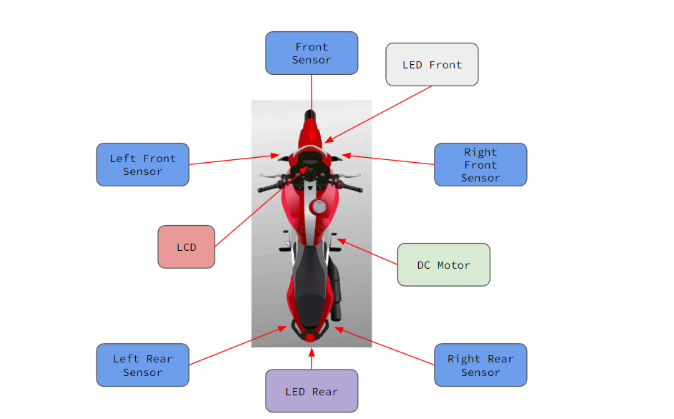 Front
Sensor
LED Front
Left Front
Sensor
Right
Front
Sensor
LCD
DC Motor
Left Rear
Sensor
Right Rear
Sensor
LED Rear